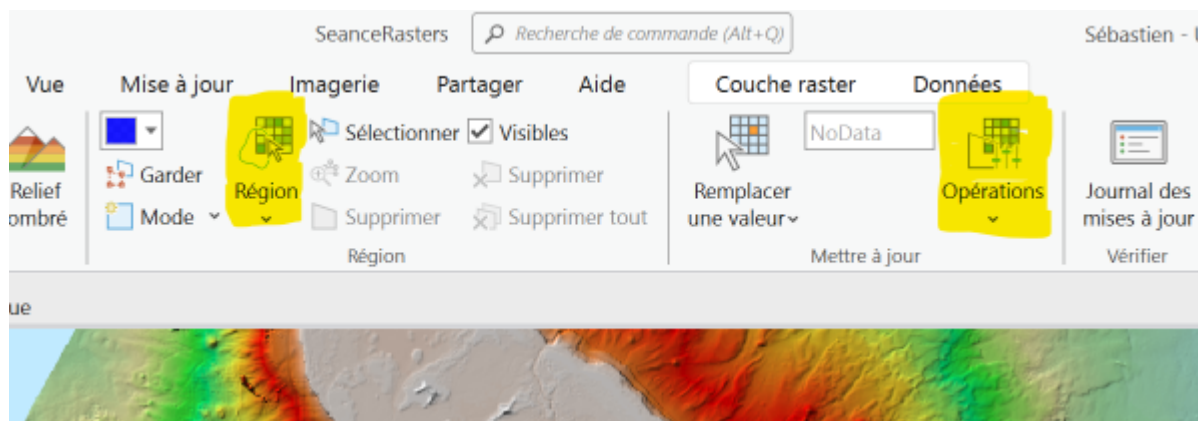 SeanceRasters
Recherche de commande (Alt+Q)
Sébastien - U
Vue Mise à jour Imagerie Partager Aide Couche raster Données
Sélectionner Visibles NoData
Garder Zoom Supprimer
Relief Région Remplacer Opérations Journal des
ombré Mode Supprimer Supprimer tout une valeur mises à jour
Région Mettre à jour Vérifier
ue